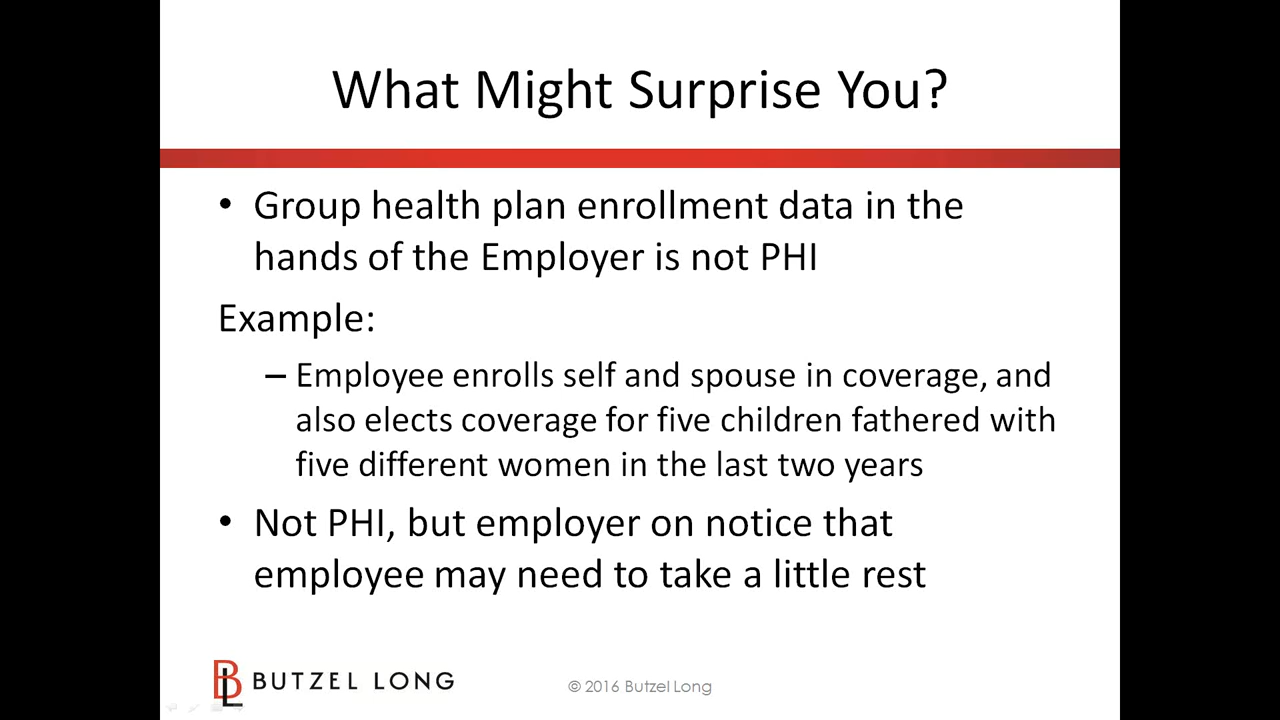 What Might Surprise You?
• Group health plan enrollment data in the
hands of the Employer is not PHI
Example:
– Employee enrolls self and spouse in coverage, and
also elects coverage for five children fathered with
five different women in the last two years
• Not PHI, but employer on notice that
employee may need to take a little rest
BL BUTZEL LONG
© 2016 Butzel Long